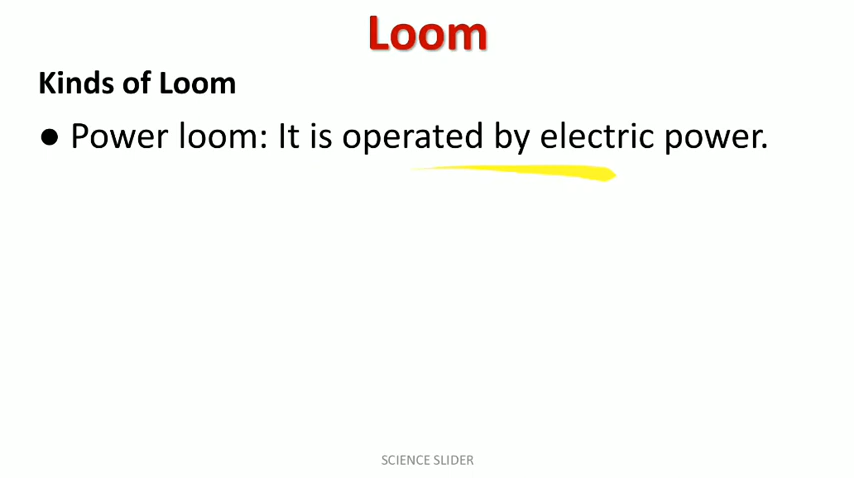 Loom
Kinds of Loom
● Power loom: It is operated by electric power.
SCIENCE SLIDER